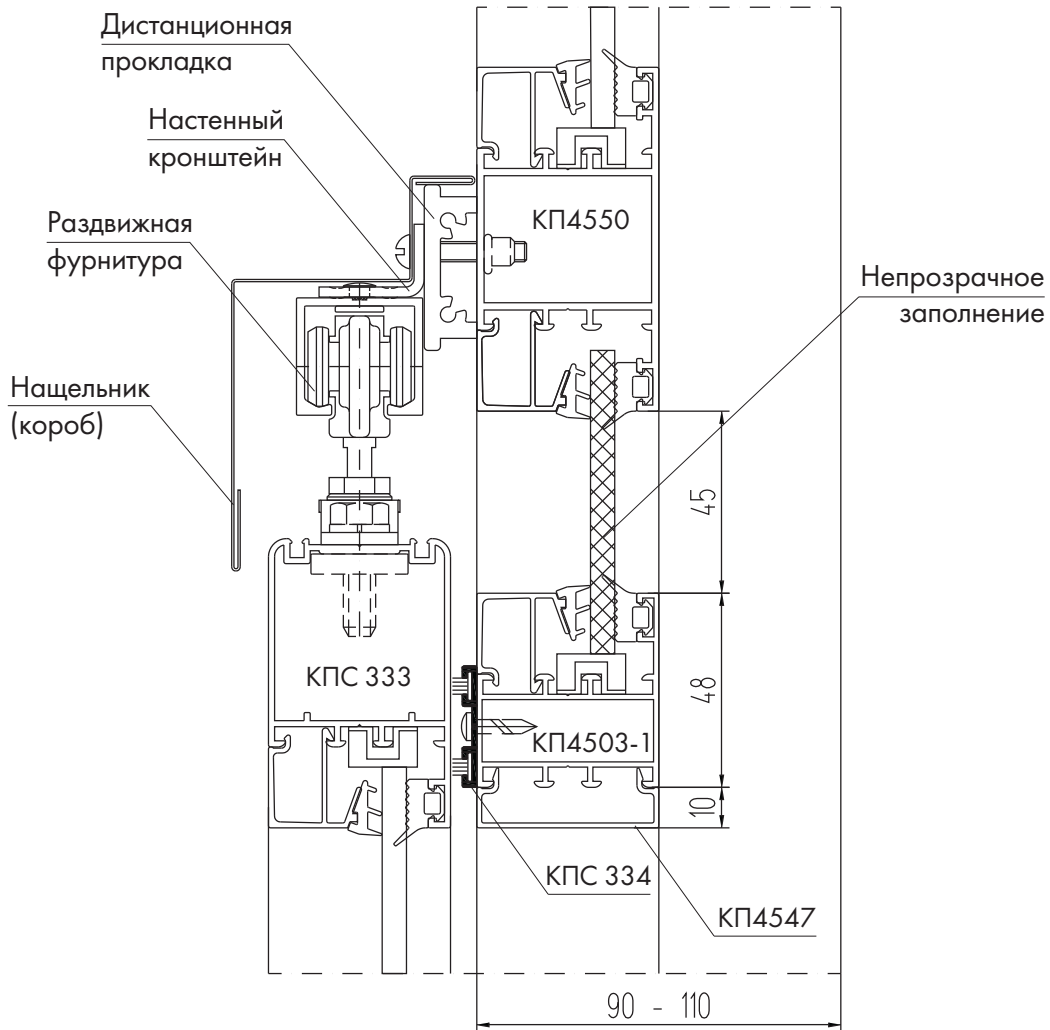 Дистанционная
прокладка
Настенный
кронштейн
КП4550
Раздвижная
фурнитура
Непрозрачное
заполнение
Нащельник
(короб)
45
КПС 333
48
КП4503-1
10
КПС 334
КП4547
90 - 110